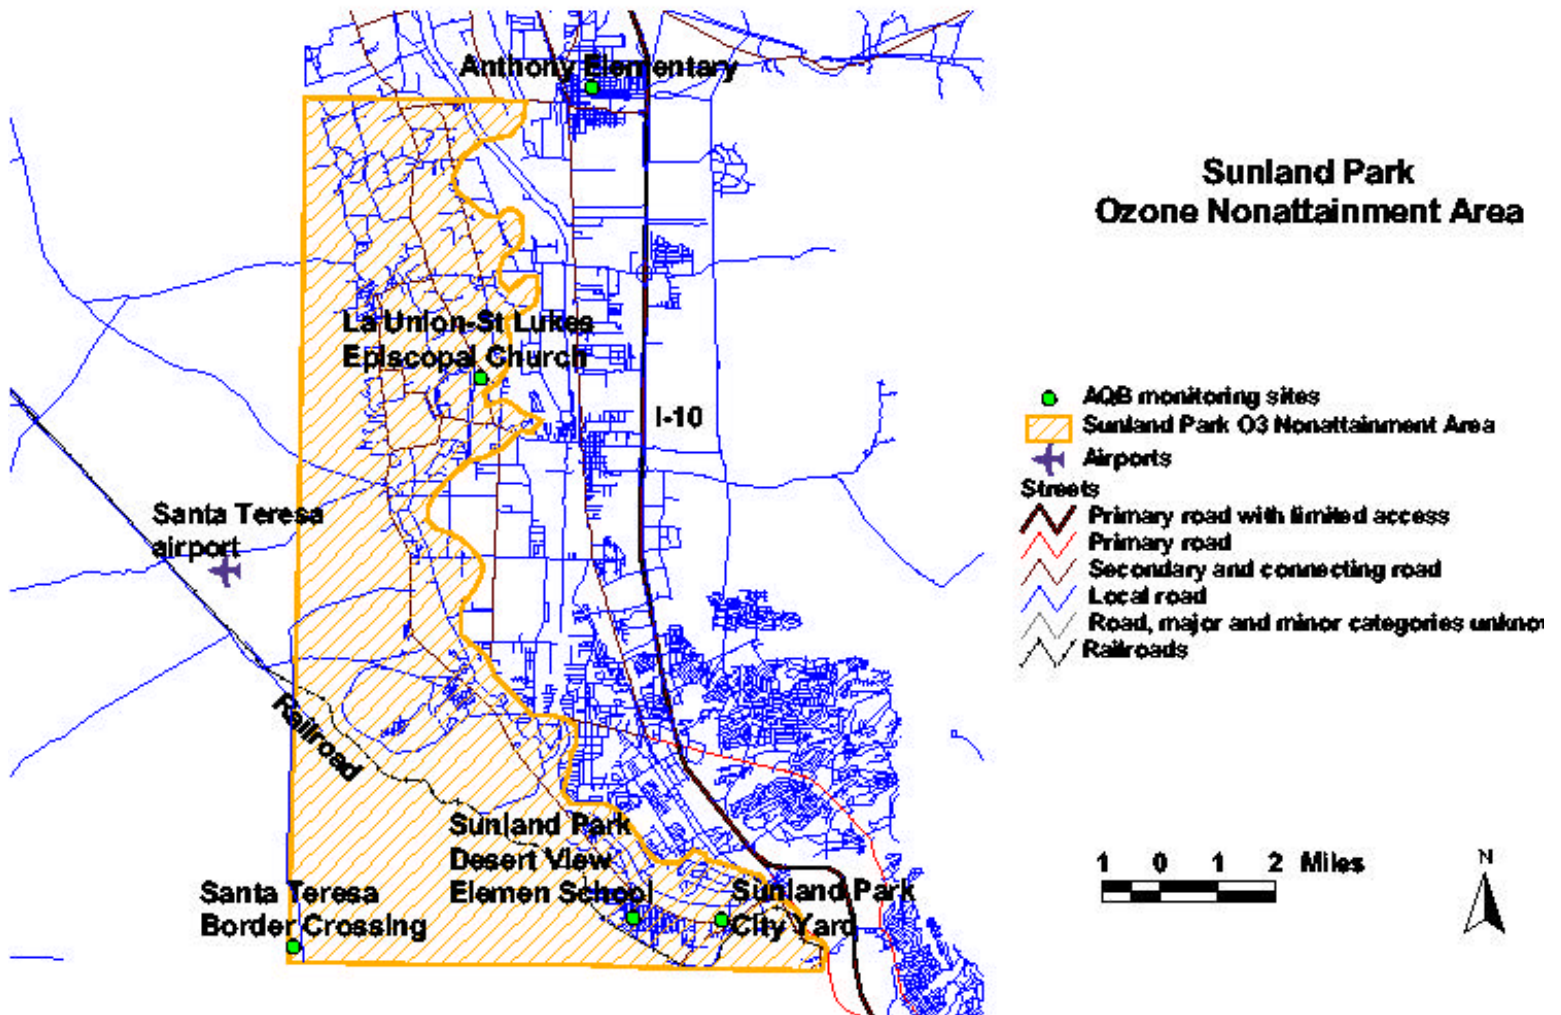 Anthony Elementary
Sunland Park
Ozone Nonattainment Area
La Union-St Lukes
Episcopal Church
I-10
AQB monitoring sites
Sunland Park O3 Nonattainment Area
Airports
Streets
Primary road with limited access
Primary road
Secondary and connecting road
Local road
Road, major and minor categories unknov
Railroads
Santa Teresa
airport
Railroad
Sunland Park
Desert View
Elemen School
Santa Teresa
Border Crossing
Sunland Park
City Yard
1 0 1 2 Miles
N